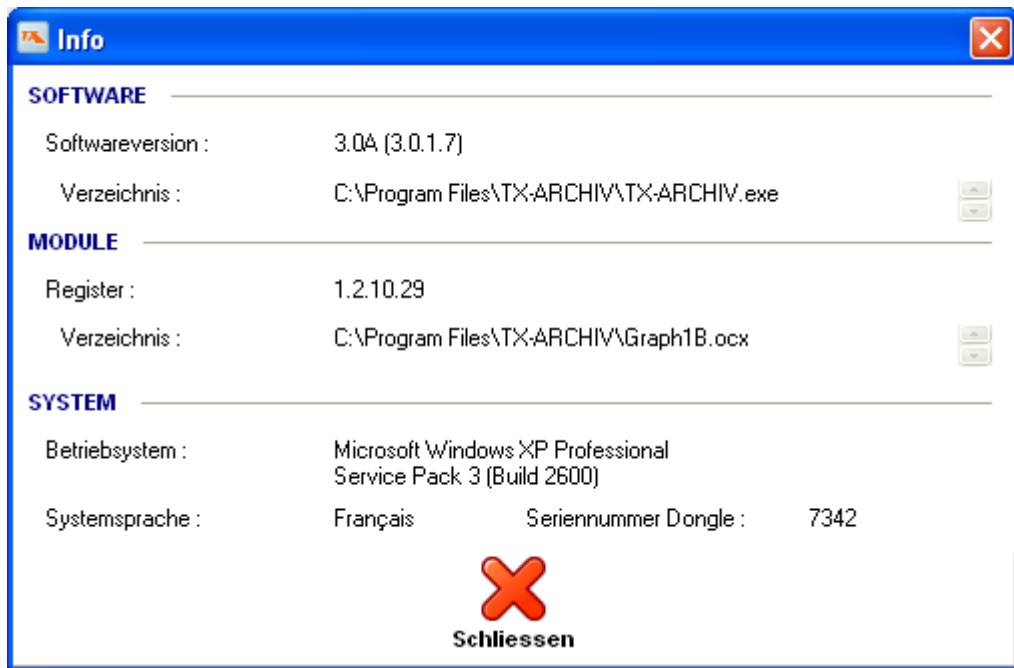 Info
SOFTWARE
Softwareversion : 3.0A (3.0.1.7)
Verzeichnis : C:\Program Files\TX-ARCHIV\TX-ARCHIV.exe
MODULE
Register : 1.2.10.29
Verzeichnis : C:\Program Files\TX-ARCHIV\Graph1B.ocx
SYSTEM
Betriebsystem : Microsoft Windows XP Professional
Service Pack 3 (Build 2600)
Systemsprache : Français Seriennummer Dongle : 7342
Schliessen